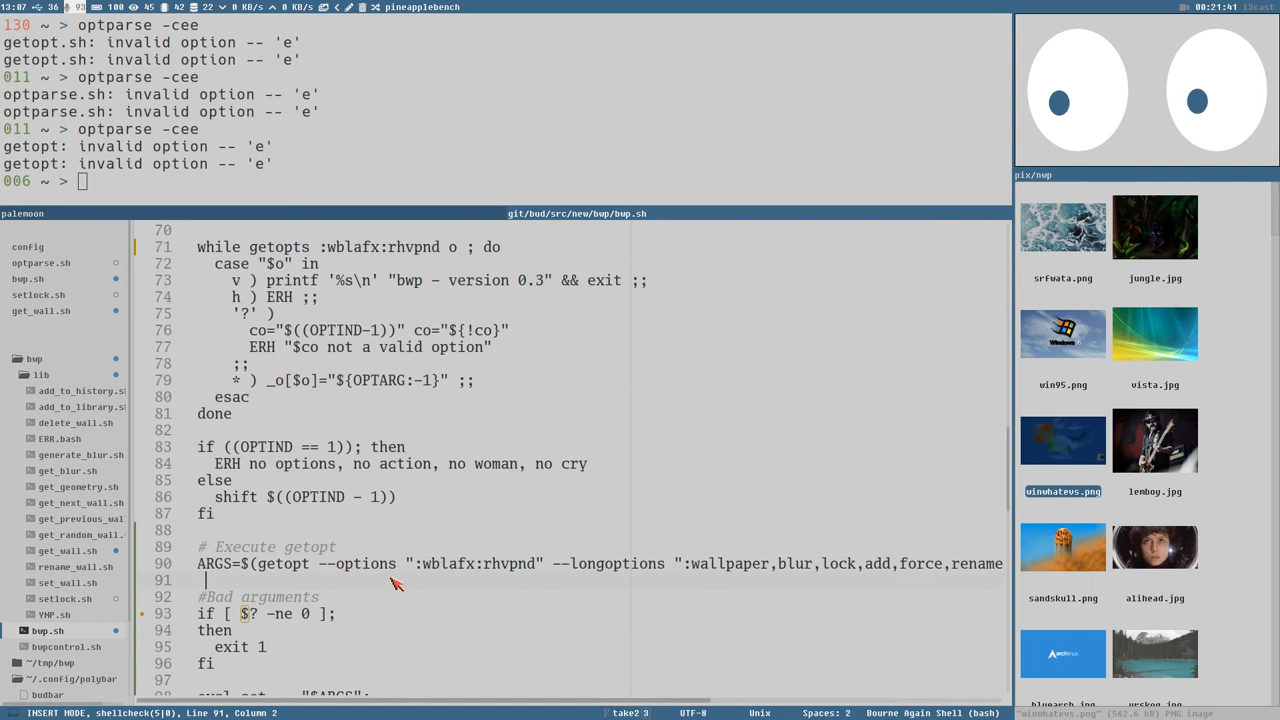 13:07 36 93 100 45 42 22 0 KB/s 0 KB/s pineapplebench 00:21:41 i3cast
130 ~ > optparse -cee
getopt.sh: invalid option -- 'e'
getopt.sh: invalid option -- 'e'
011 ~ > optparse -cee
optparse.sh: invalid option -- 'e'
optparse.sh: invalid option -- 'e'
011 ~ > optparse -cee
getopt: invalid option -- 'e'
getopt: invalid option -- 'e'
006 ~ >
palemoon
git/bud/src/new/bwp/bwp.sh
config
optparse.sh
bwp.sh
setlock.sh
get_wall.sh
bwp
lib
add_to_history.s
add_to_library.sh
delete_wall.sh
ERR.bash
generate_blur.sh
get_blur.sh
get_geometry.sh
get_next_wall.sh
get_previous_wal
get_random_wall.
get_wall.sh
rename_wall.sh
set_wall.sh
setlock.sh
YNP.sh
bwp.sh
bwpcontrol.sh
~/tmp/bwp
~/.config/polybar
budbar
70
71 while getopts :wblafx:rhvpnd o ; do
72 case "$o" in
73 v ) printf '%s\n' "bwp - version 0.3" && exit ;;
74 h ) ERH ;;
75 '?' )
76 co="$((OPTIND-1))" co="${!co}"
77 ERH "$co not a valid option"
78 ;;
79 * ) _o[$o]="${OPTARG:-1}" ;;
80 esac
81 done
82
83 if ((OPTIND == 1)); then
84 ERH no options, no action, no woman, no cry
85 else
86 shift $((OPTIND - 1))
87 fi
88
89 # Execute getopt
90 ARGS=$(getopt --options ":wblafx:rhvpnd" --longoptions ":wallpaper,blur,lock,add,force,rename
91
92 #Bad arguments
93 if [ $? -ne 0 ];
94 then
95 exit 1
96 fi
97
INSERT MODE, shellcheck(5|0), Line 91, Column 2 take2 3 UTF-8 Unix Spaces: 2 Bourne Again Shell (bash)
pix/nwp
srfwata.png jungle.jpg
Windows
win95.png vista.jpg
winwhatevs.png lemboy.jpg
sandskull.png alihead.jpg
archlinux
"winwhatevs.png" (562.6 kB) PNG image